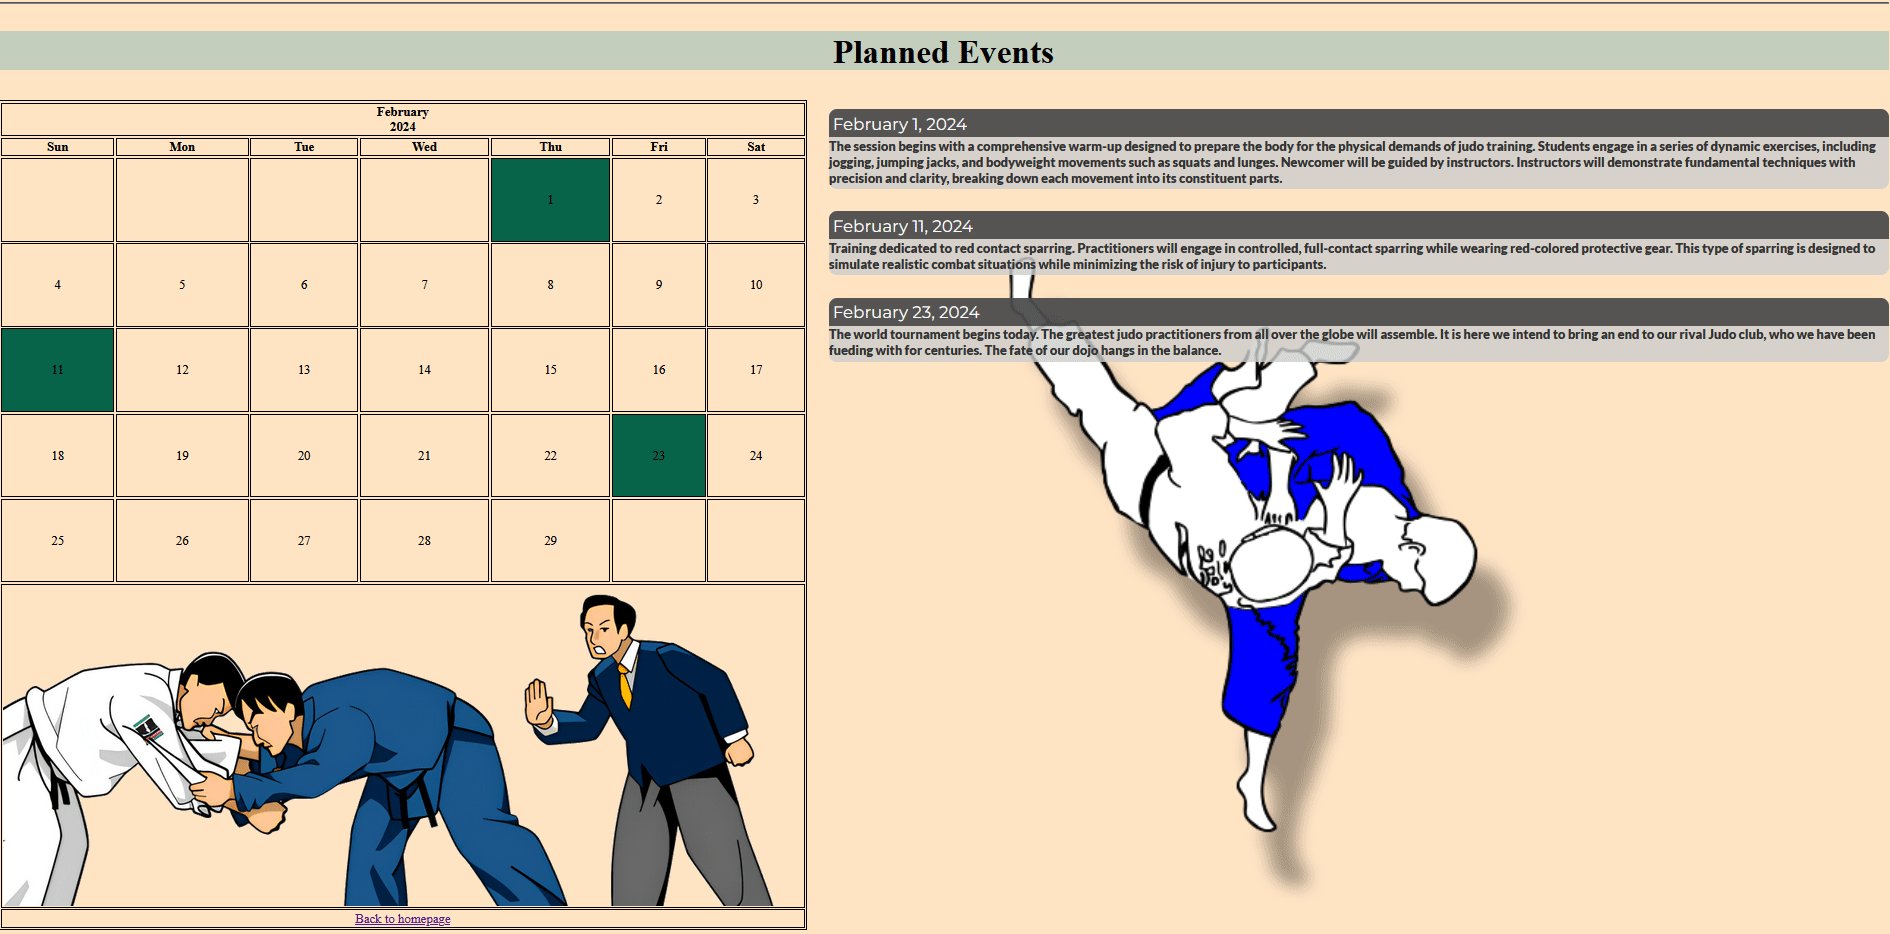 Planned Events
February
2024
Sun Mon Tue Wed Thu Fri Sat
1 2 3
4 5 6 7 8 9 10
11 12 13 14 15 16 17
18 19 20 21 22 23 24
25 26 27 28 29
Back to homepage
February 1, 2024
The session begins with a comprehensive warm-up designed to prepare the body for the physical demands of judo training. Students engage in a series of dynamic exercises, including
jogging, jumping jacks, and bodyweight movements such as squats and lunges. Newcomer will be guided by instructors. Instructors will demonstrate fundamental techniques with
precision and clarity, breaking down each movement into its constituent parts.
February 11, 2024
Training dedicated to red contact sparring. Practitioners will engage in controlled, full-contact sparring while wearing red-colored protective gear. This type of sparring is designed to
simulate realistic combat situations while minimizing the risk of injury to participants.
February 23, 2024
The world tournament begins today. The greatest judo practitioners from all over the globe will assemble. It is here we intend to bring an end to our rival Judo club, who we have been
fueding with for centuries. The fate of our dojo hangs in the balance.